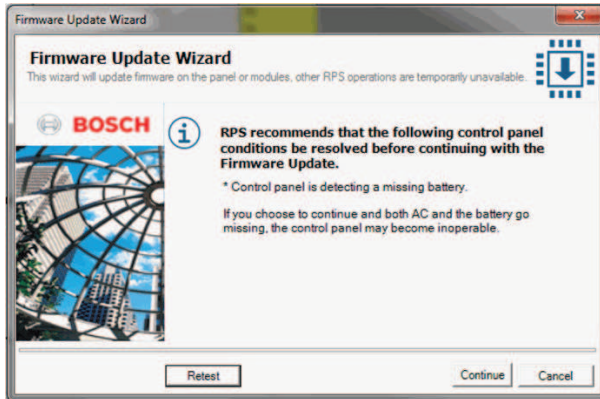 Firmware Update Wizard
Firmware Update Wizard
This wizard will update firmware on the panel or modules, other RPS operations are temporarily unavailable.
BOSCH
RPS recommends that the following control panel
conditions be resolved before continuing with the
Firmware Update.
* Control panel is detecting a missing battery.
If you choose to continue and both AC and the battery go
missing, the control panel may become inoperable.
Retest
Continue
Cancel